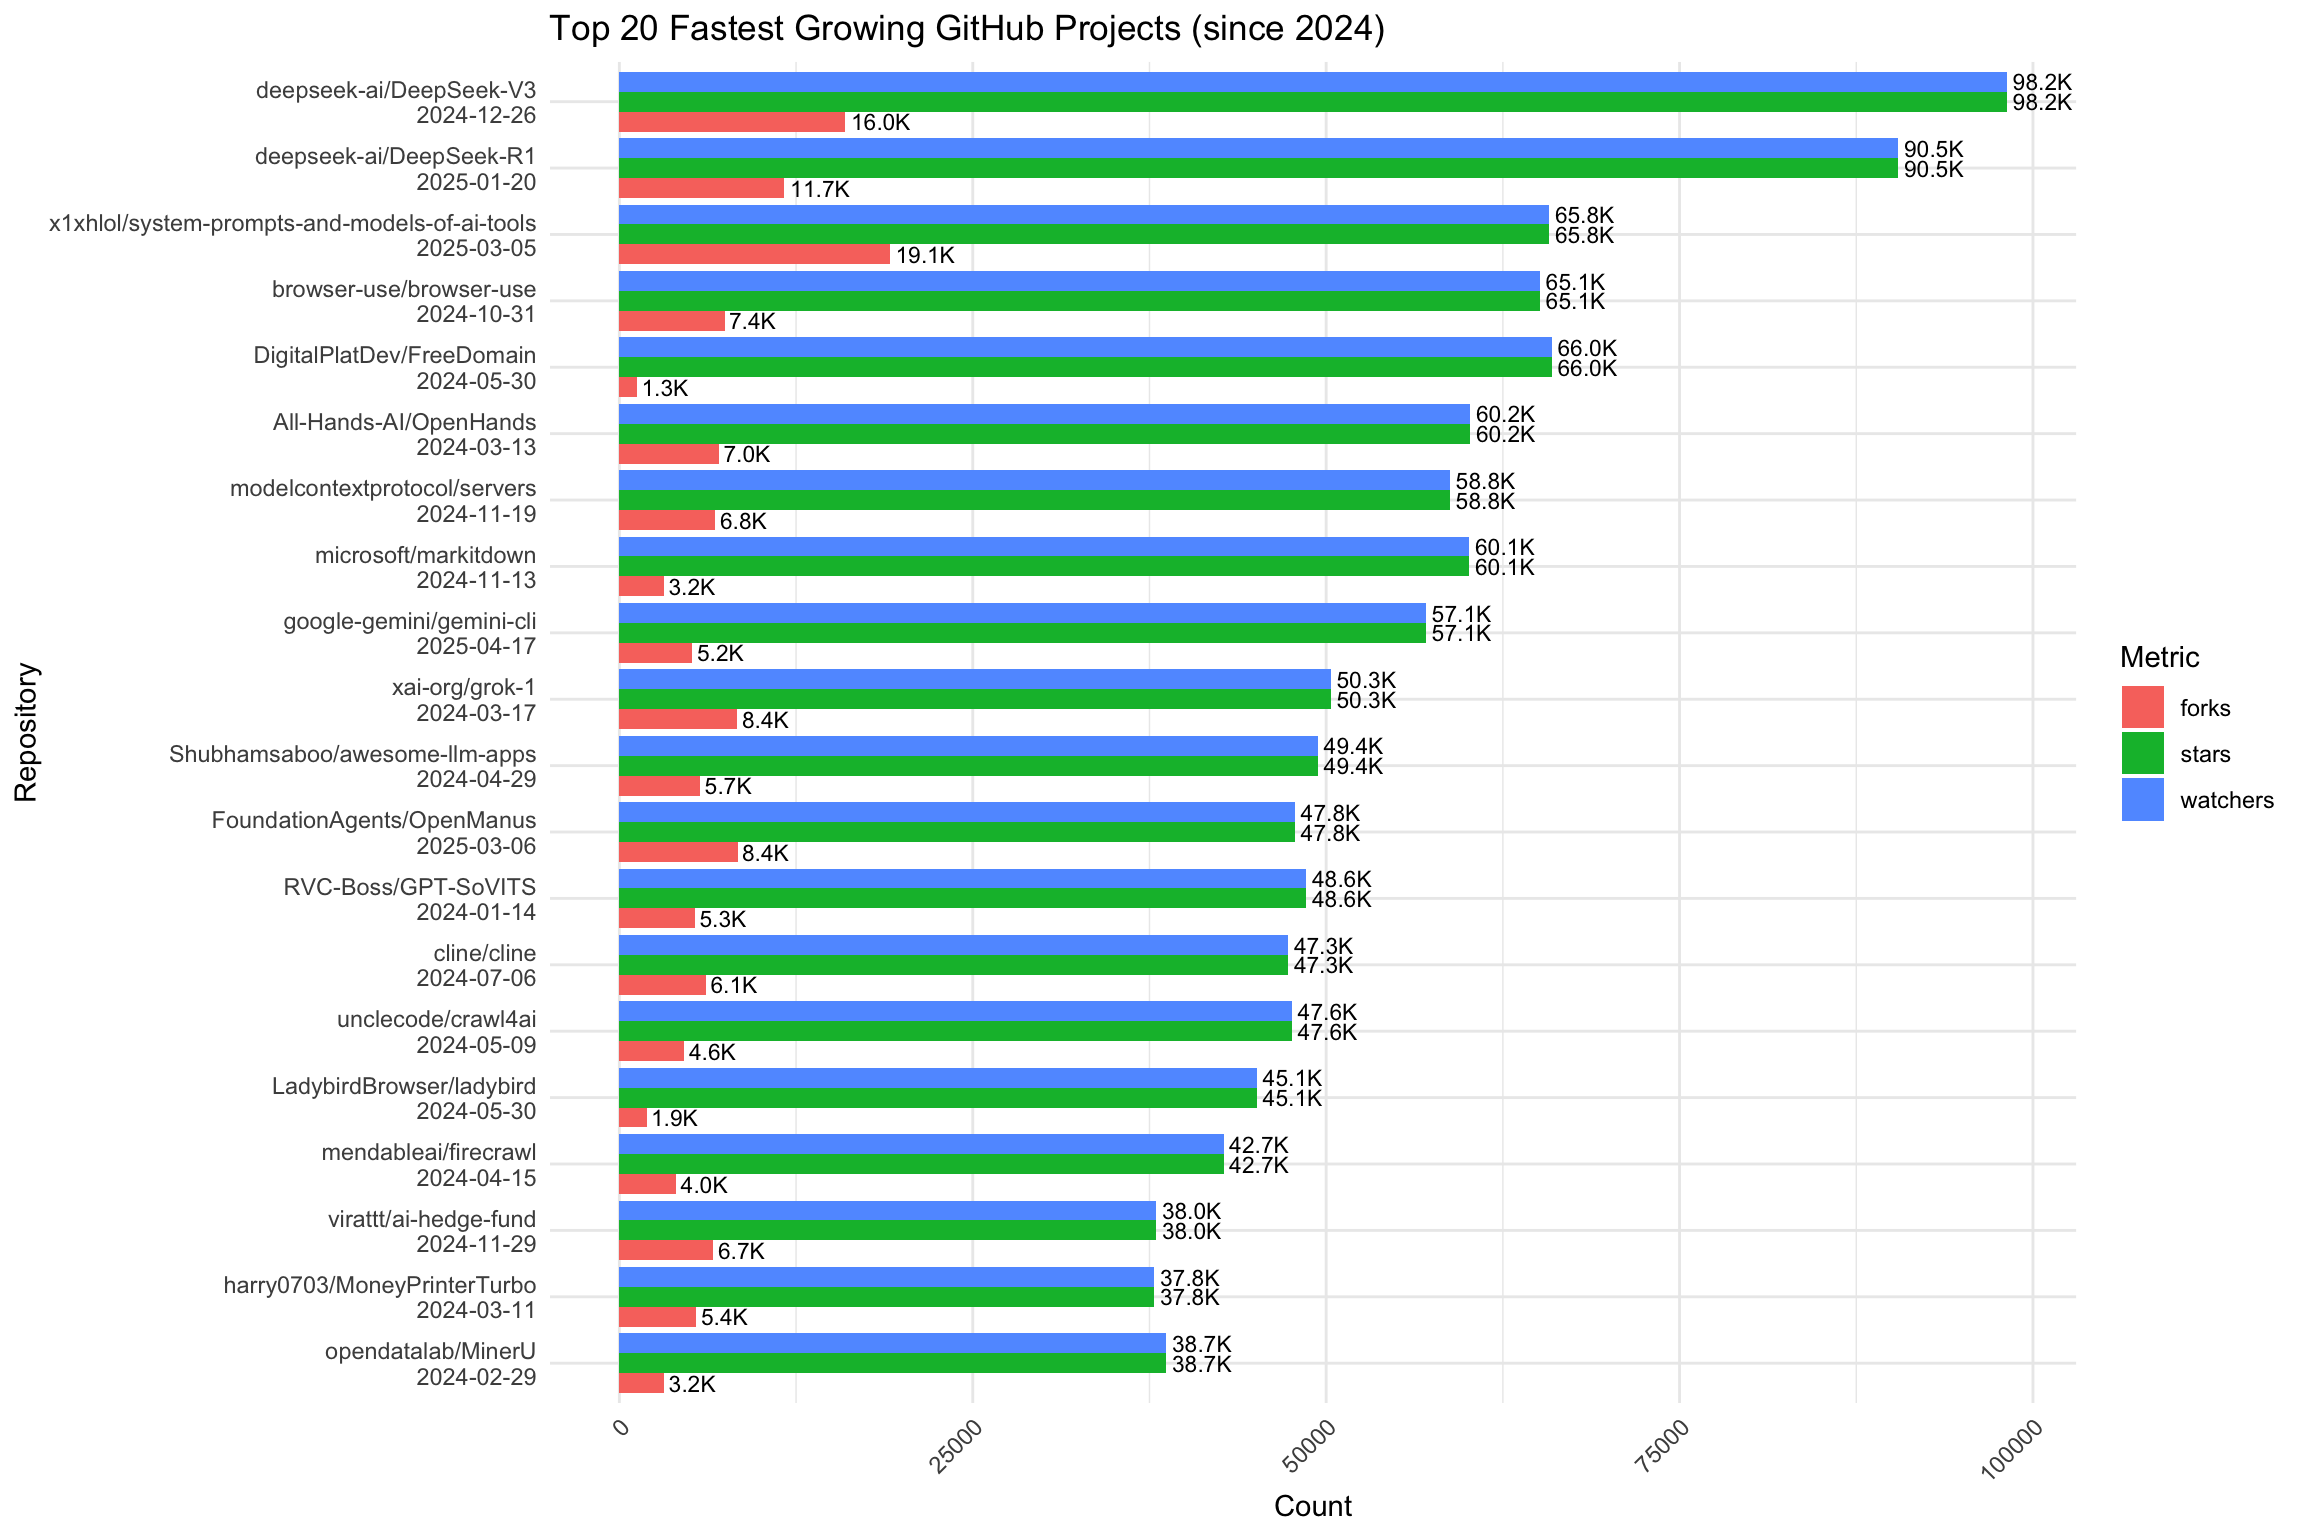 Top 20 Fastest Growing GitHub Projects (since 2024)
Repository
deepseek-ai/DeepSeek-V3
2024-12-26
98.2K
98.2K
16.0K
deepseek-ai/DeepSeek-R1
2025-01-20
90.5K
90.5K
11.7K
x1xhlol/system-prompts-and-models-of-ai-tools
2025-03-05
65.8K
65.8K
19.1K
browser-use/browser-use
2024-10-31
65.1K
65.1K
7.4K
DigitalPlatDev/FreeDomain
2024-05-30
66.0K
66.0K
1.3K
All-Hands-AI/OpenHands
2024-03-13
60.2K
60.2K
7.0K
modelcontextprotocol/servers
2024-11-19
58.8K
58.8K
6.8K
microsoft/markitdown
2024-11-13
60.1K
60.1K
3.2K
google-gemini/gemini-cli
2025-04-17
57.1K
57.1K
5.2K
xai-org/grok-1
2024-03-17
50.3K
50.3K
8.4K
Shubhamsaboo/awesome-llm-apps
2024-04-29
49.4K
49.4K
5.7K
FoundationAgents/OpenManus
2025-03-06
47.8K
47.8K
8.4K
RVC-Boss/GPT-SoVITS
2024-01-14
48.6K
48.6K
5.3K
cline/cline
2024-07-06
47.3K
47.3K
6.1K
unclecode/crawl4ai
2024-05-09
47.6K
47.6K
4.6K
LadybirdBrowser/ladybird
2024-05-30
45.1K
45.1K
1.9K
mendableai/firecrawl
2024-04-15
42.7K
42.7K
4.0K
virattt/ai-hedge-fund
2024-11-29
38.0K
38.0K
6.7K
harry0703/MoneyPrinterTurbo
2024-03-11
37.8K
37.8K
5.4K
opendatalab/MinerU
2024-02-29
38.7K
38.7K
3.2K
0
25000
50000
75000
100000
Count
Metric
forks
stars
watchers